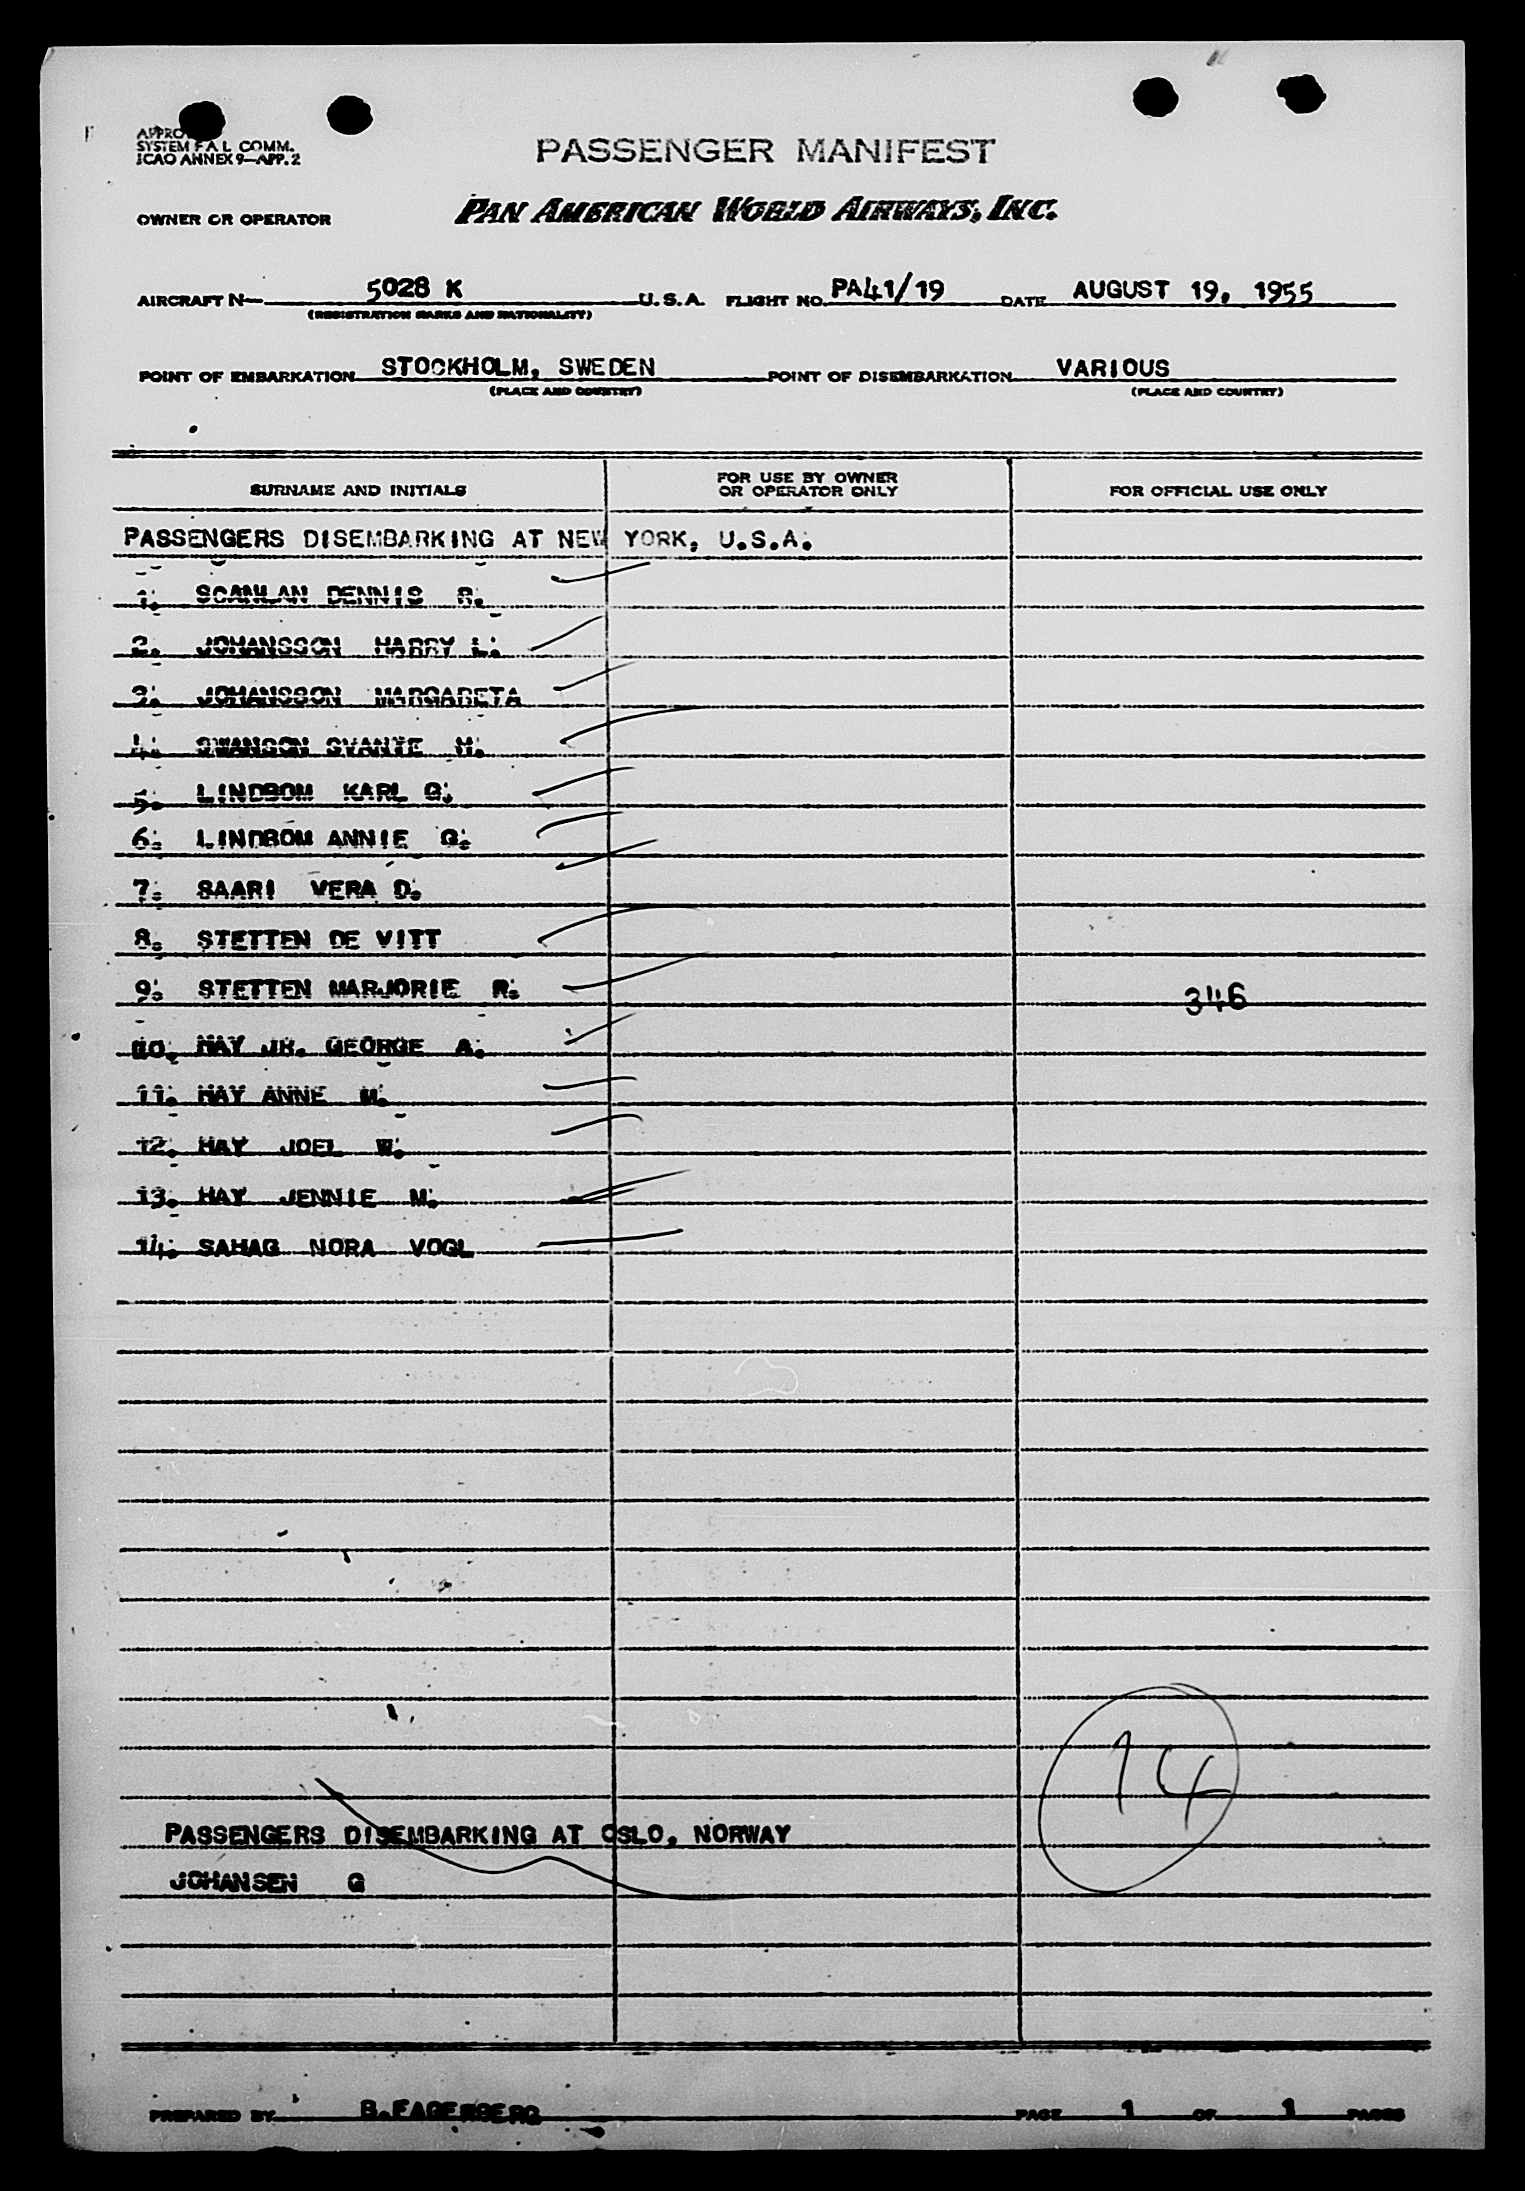 SYSTEM F A L COMM.
ICAO ANNEX 9—APP. 2
PASSENGER MANIFEST
OWNER OR OPERATOR PAN AMERICAN WORLD AIRWAYS, INC.
AIRCRAFT N— 5028 K U.S.A. FLIGHT NO. PA41/19 DATE AUGUST 19, 1955
(REGISTRATION MARKS AND NATIONALITY)
POINT OF EMBARKATION STOCKHOLM, SWEDEN POINT OF DISEMBARKATION VARIOUS
(PLACE AND COUNTRY) (PLACE AND COUNTRY)
SURNAME AND INITIALS
FOR USE BY OWNER
OR OPERATOR ONLY
FOR OFFICIAL USE ONLY
PASSENGERS DISEMBARKING AT NEW YORK, U.S.A.
1. SCANLAN DENNIS R.
2. JOHANSSON HARRY L.
3. JOHANSSON MARGARETA
4. SWANSON SVANTE H.
5. LINDBOM KARL G.
6. LINDBOM ANNIE G.
7. SAARI VERA D.
8. STETTEN DE VITT
9. STETTEN MARJORIE R.
346
10. HAY JR. GEORGE A.
11. HAY ANNE M.
12. HAY JOEL W.
13. HAY JENNIE M.
14. SAHAG NORA VOGL
14
PASSENGERS DISEMBARKING AT OSLO, NORWAY
JOHANSEN G
PREPARED BY B.FAGERBERG PAGE 1 OF 1 PAGES